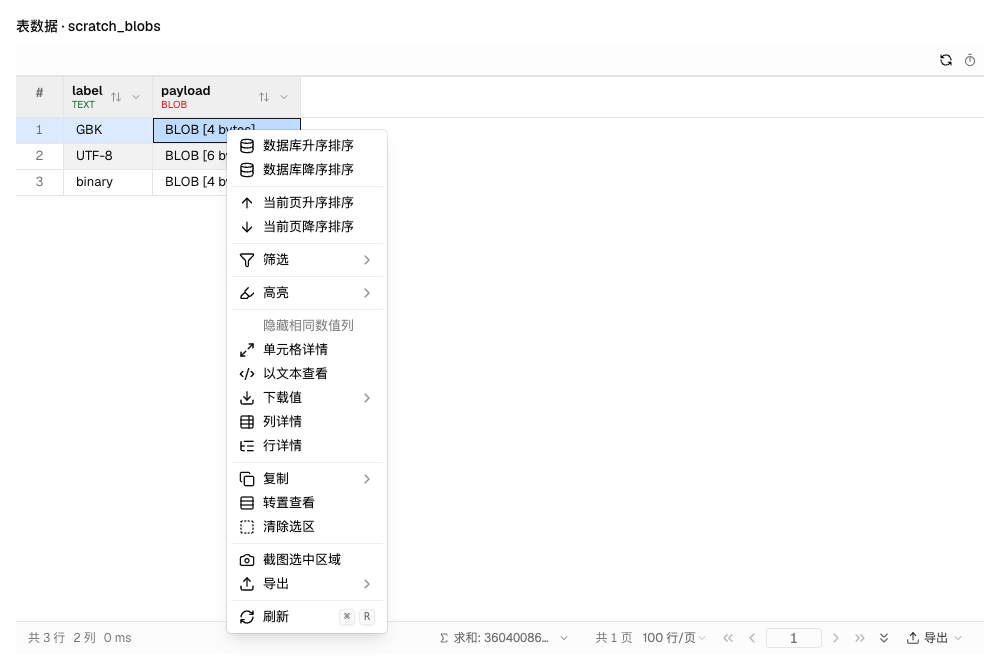 表数据 · scratch_blobs
# label payload
TEXT BLOB
1 GBK BLOB [4 bytes]
2 UTF-8 BLOB [6 by
3 binary BLOB [4 by
数据库升序排序
数据库降序排序
当前页升序排序
当前页降序排序
筛选
高亮
隐藏相同数值列
单元格详情
以文本查看
下载值
列详情
行详情
复制
转置查看
清除选区
截图选中区域
导出
刷新 ⌘ R
共 3 行 2 列 0 ms Σ 求和: 36040086... 共 1 页 100 行/页 1 导出